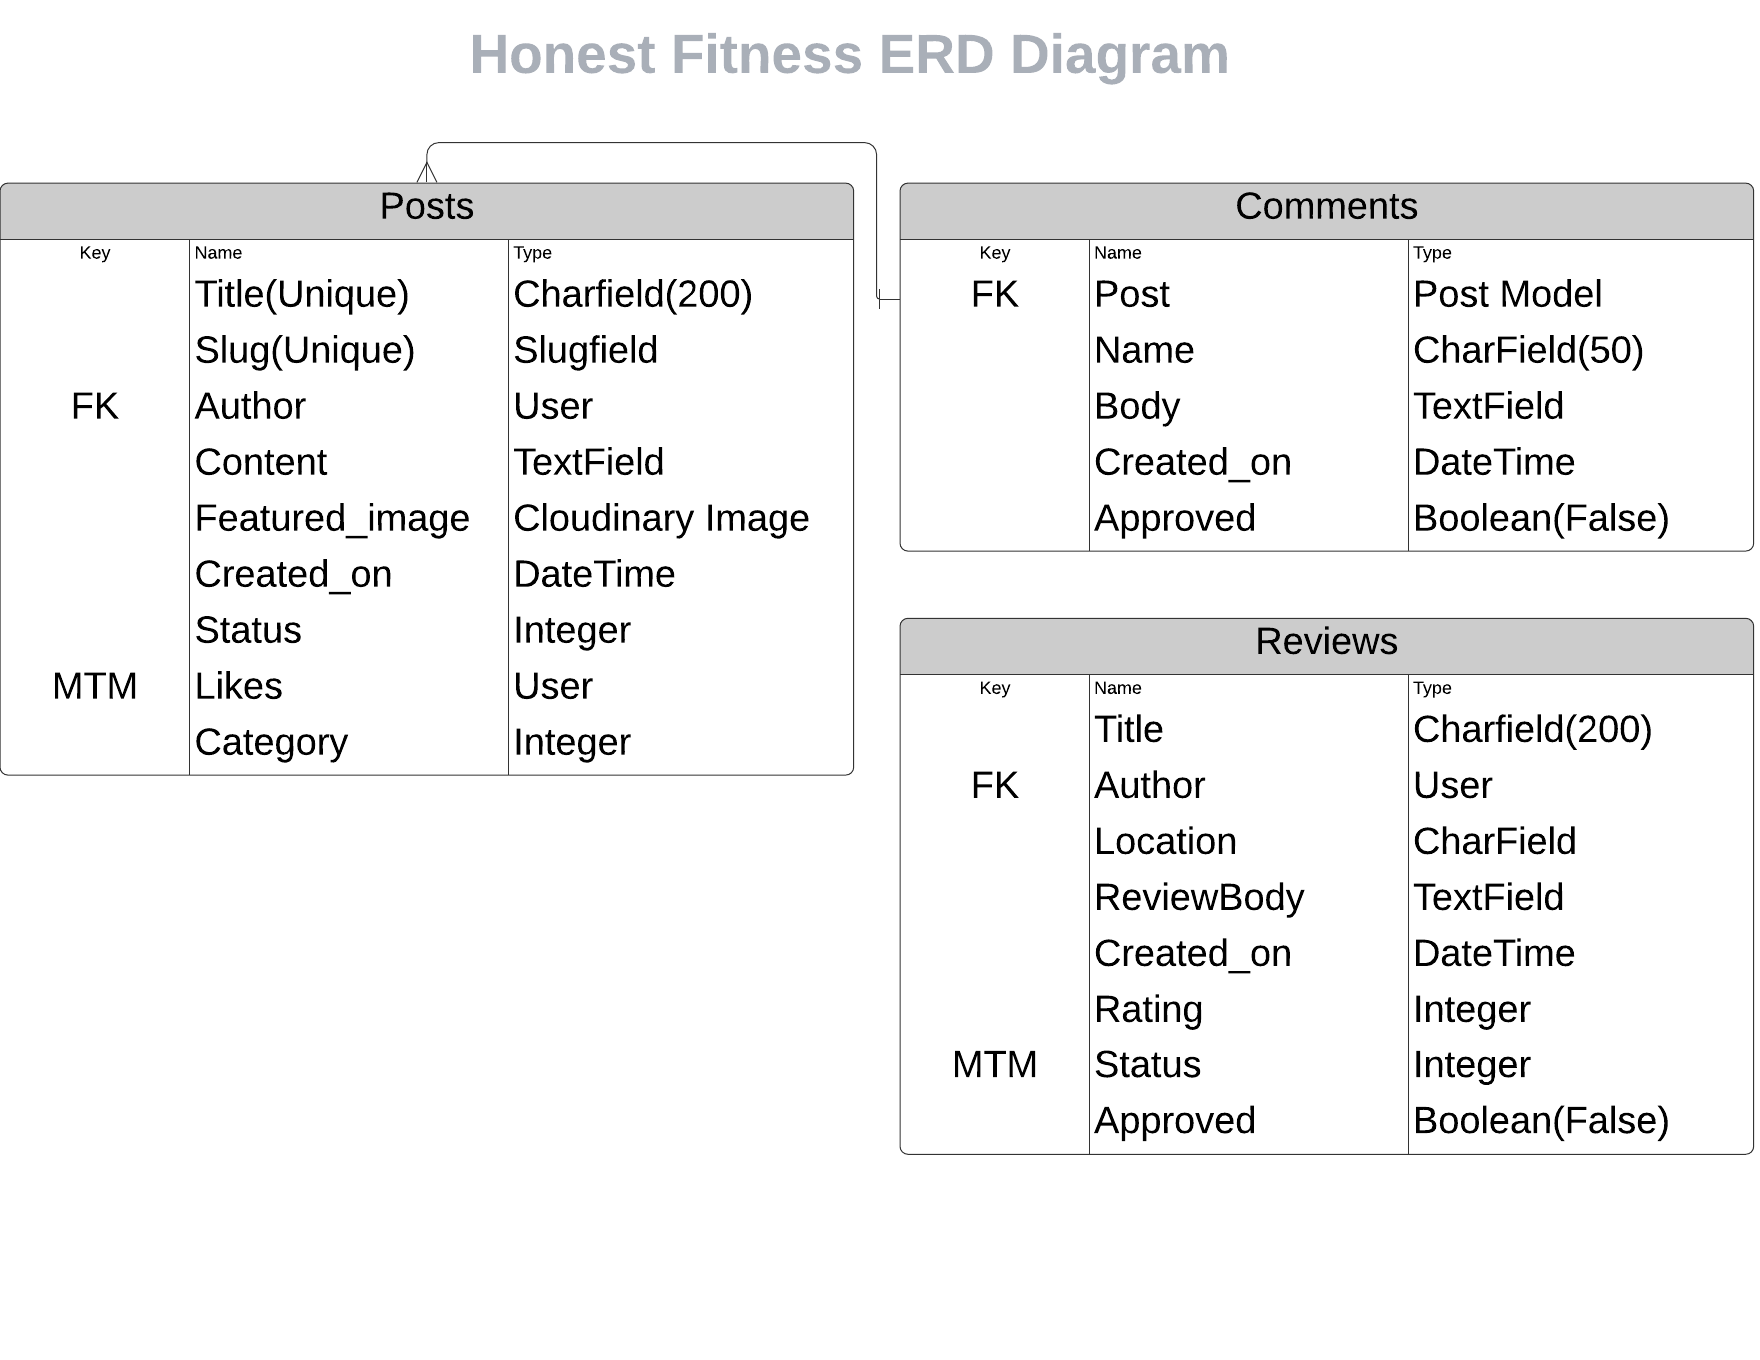 Honest Fitness ERD Diagram
Posts
Key Name Type
Title(Unique) Charfield(200)
Slug(Unique) Slugfield
FK Author User
Content TextField
Featured_image Cloudinary Image
Created_on DateTime
Status Integer
MTM Likes User
Category Integer
Comments
Key Name Type
FK Post Post Model
Name CharField(50)
Body TextField
Created_on DateTime
Approved Boolean(False)
Reviews
Key Name Type
Title Charfield(200)
FK Author User
Location CharField
ReviewBody TextField
Created_on DateTime
Rating Integer
MTM Status Integer
Approved Boolean(False)